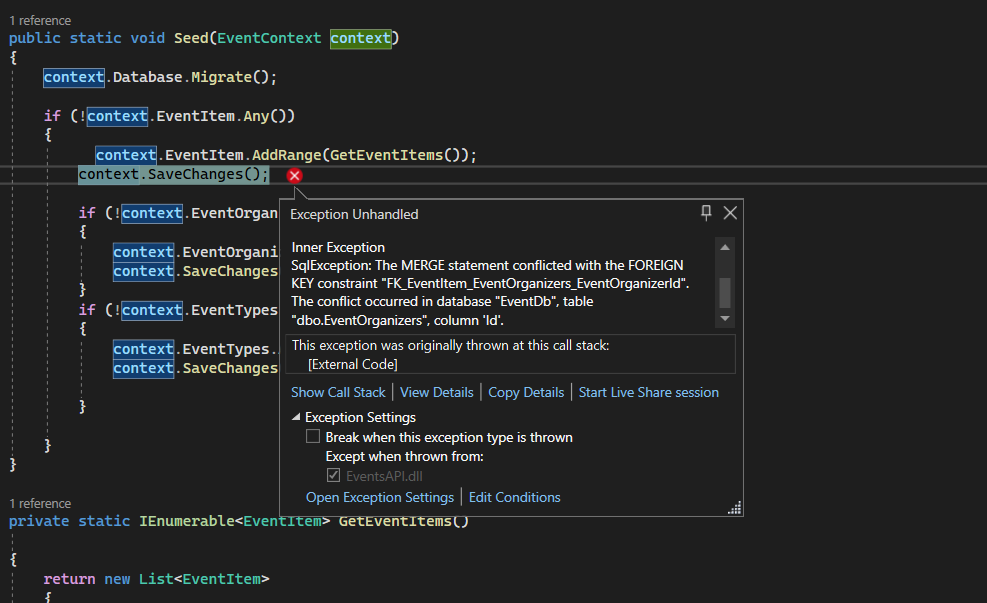 1 reference
public static void Seed(EventContext context)
{
context.Database.Migrate();
if (!context.EventItem.Any())
{
context.EventItem.AddRange(GetEventItems());
context.SaveChanges();
if (!context.EventOrgan
{
context.EventOrgani
context.SaveChanges
}
if (!context.EventTypes
{
context.EventTypes.
context.SaveChanges
}
}
}
Exception Unhandled
Inner Exception
SqlException: The MERGE statement conflicted with the FOREIGN
KEY constraint "FK_EventItem_EventOrganizers_EventOrganizerId".
The conflict occurred in database "EventDb", table
"dbo.EventOrganizers", column 'Id'.
This exception was originally thrown at this call stack:
[External Code]
Show Call Stack | View Details | Copy Details | Start Live Share session
Exception Settings
Break when this exception type is thrown
Except when thrown from:
EventsAPI.dll
Open Exception Settings | Edit Conditions
1 reference
private static IEnumerable<EventItem> GetEventItems()
{
return new List<EventItem>
{